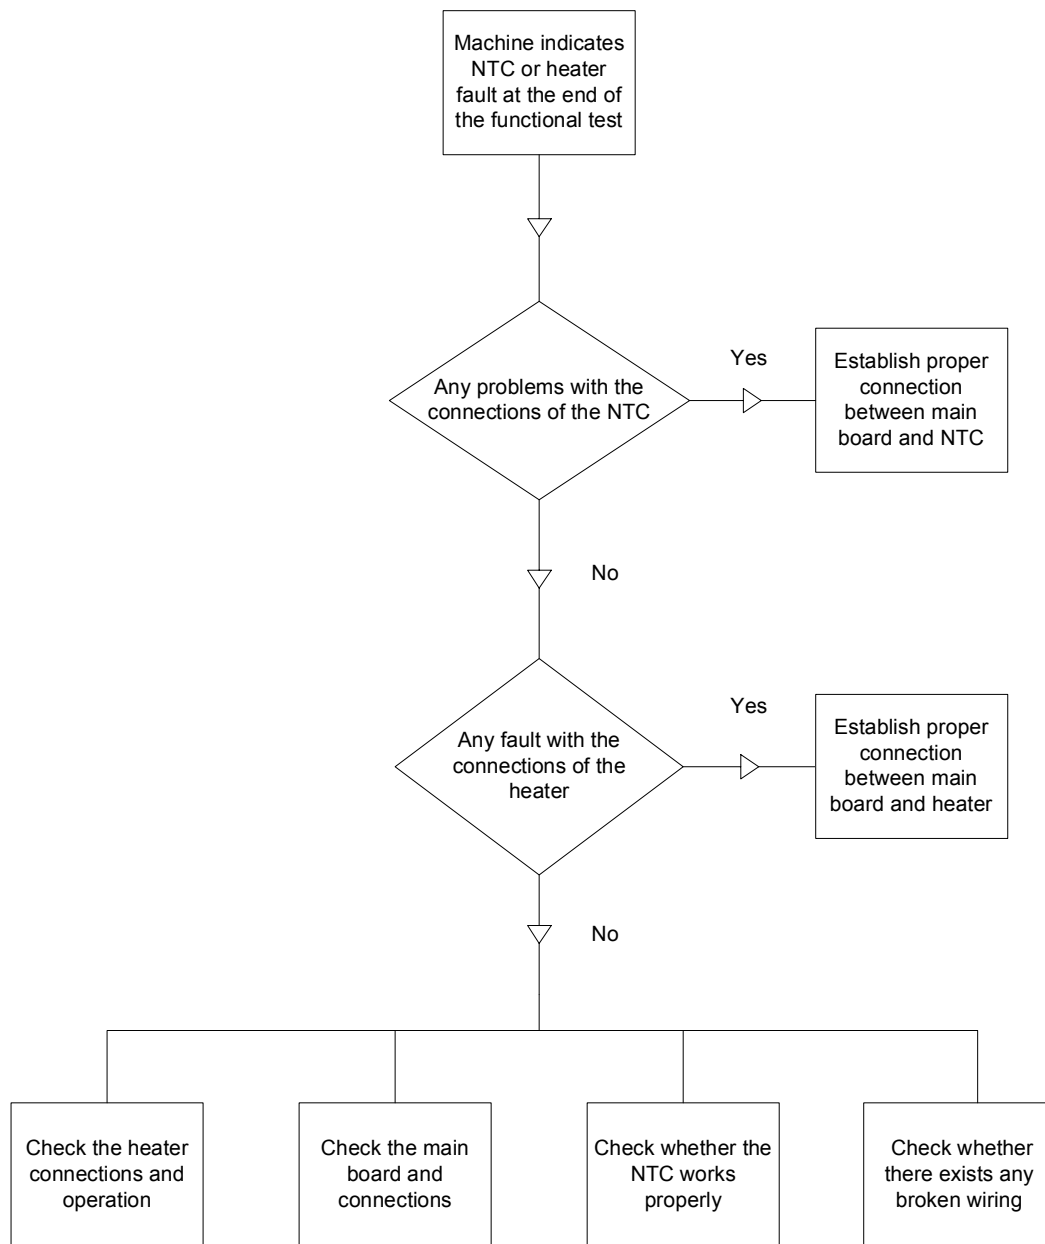 Machine indicates
NTC or heater
fault at the end of
the functional test
Any problems with the
connections of the NTC
Yes
Establish proper
connection
between main
board and NTC
No
Any fault with the
connections of the
heater
Yes
Establish proper
connection
between main
board and heater
No
Check the heater
connections and
operation
Check the main
board and
connections
Check whether the
NTC works
properly
Check whether
there exists any
broken wiring